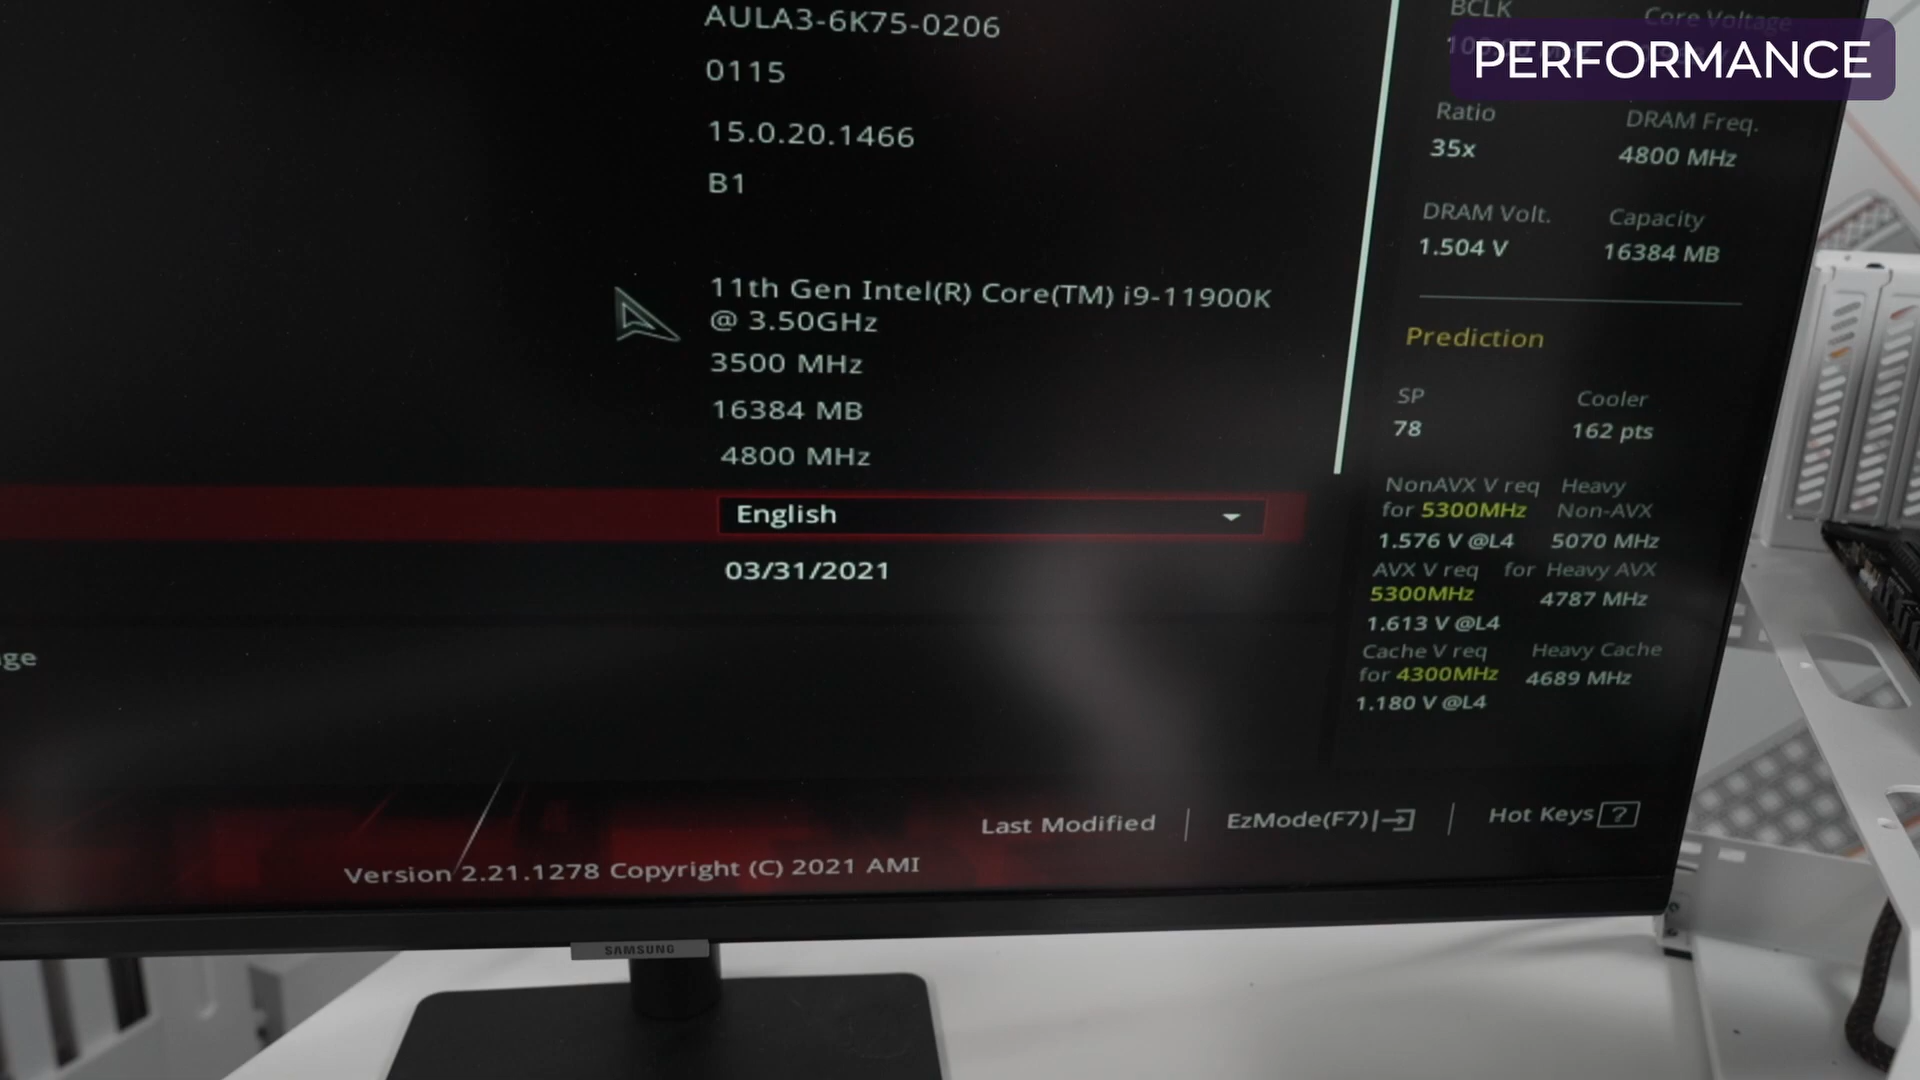 AULA3-6K75-0206
0115
15.0.20.1466
B1
11th Gen Intel(R) Core(TM) i9-11900K
@ 3.50GHz
3500 MHz
16384 MB
4800 MHz
English
03/31/2021
Last Modified
EzMode(F7)
Hot Keys ?
Version 2.21.1278 Copyright (C) 2021 AMI
BCLK Core Voltage
PERFORMANCE
Ratio DRAM Freq.
35x 4800 MHz
DRAM Volt. Capacity
1.504 V 16384 MB
Prediction
SP Cooler
78 162 pts
NonAVX V req Heavy
for 5300MHz Non-AVX
1.576 V @L4 5070 MHz
AVX V req for Heavy AVX
5300MHz 4787 MHz
1.613 V @L4
Cache V req Heavy Cache
for 4300MHz 4689 MHz
1.180 V @L4
SAMSUNG